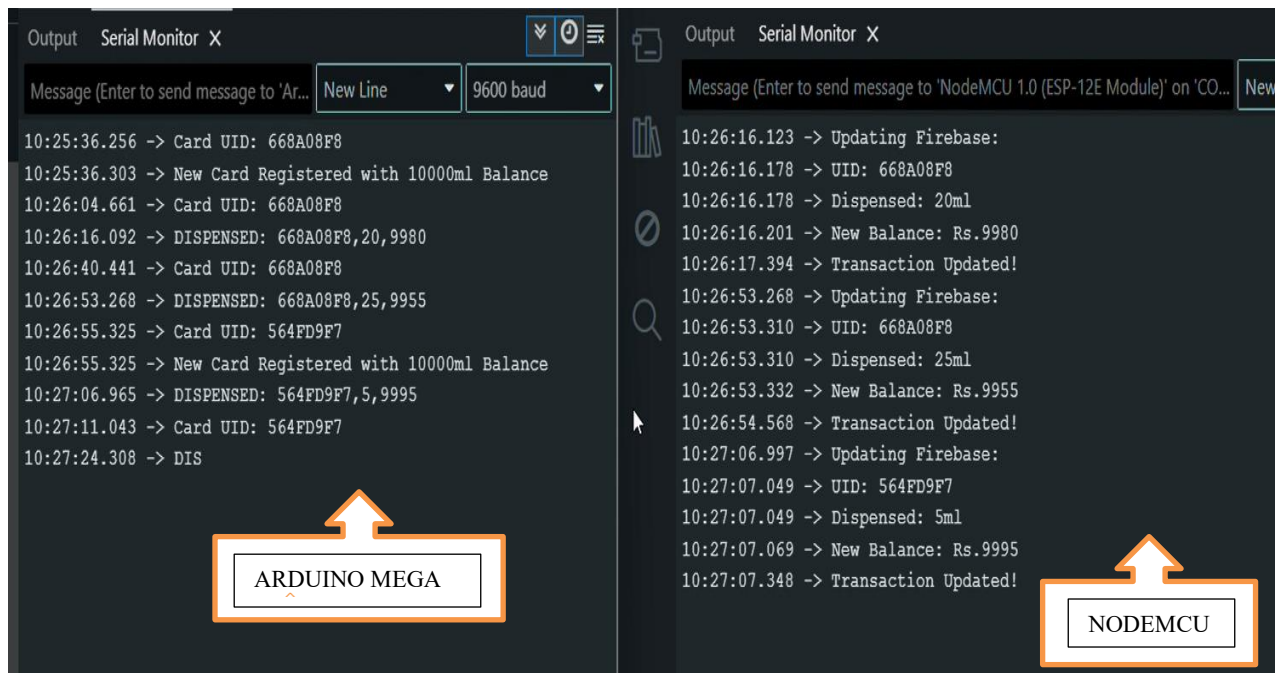 Output Serial Monitor X
Message (Enter to send message to 'Ar... New Line 9600 baud
10:25:36.256 -> Card UID: 668A08F8
10:25:36.303 -> New Card Registered with 10000ml Balance
10:26:04.661 -> Card UID: 668A08F8
10:26:16.092 -> DISPENSED: 668A08F8,20,9980
10:26:40.441 -> Card UID: 668A08F8
10:26:53.268 -> DISPENSED: 668A08F8,25,9955
10:26:55.325 -> Card UID: 564FD9F7
10:26:55.325 -> New Card Registered with 10000ml Balance
10:27:06.965 -> DISPENSED: 564FD9F7,5,9995
10:27:11.043 -> Card UID: 564FD9F7
10:27:24.308 -> DIS
ARDUINO MEGA
Output Serial Monitor X
Message (Enter to send message to 'NodeMCU 1.0 (ESP-12E Module)' on 'CO... New
10:26:16.123 -> Updating Firebase:
10:26:16.178 -> UID: 668A08F8
10:26:16.178 -> Dispensed: 20ml
10:26:16.201 -> New Balance: Rs.9980
10:26:17.394 -> Transaction Updated!
10:26:53.268 -> Updating Firebase:
10:26:53.310 -> UID: 668A08F8
10:26:53.310 -> Dispensed: 25ml
10:26:53.332 -> New Balance: Rs.9955
10:26:54.568 -> Transaction Updated!
10:27:06.997 -> Updating Firebase:
10:27:07.049 -> UID: 564FD9F7
10:27:07.049 -> Dispensed: 5ml
10:27:07.069 -> New Balance: Rs.9995
10:27:07.348 -> Transaction Updated!
NODEMCU